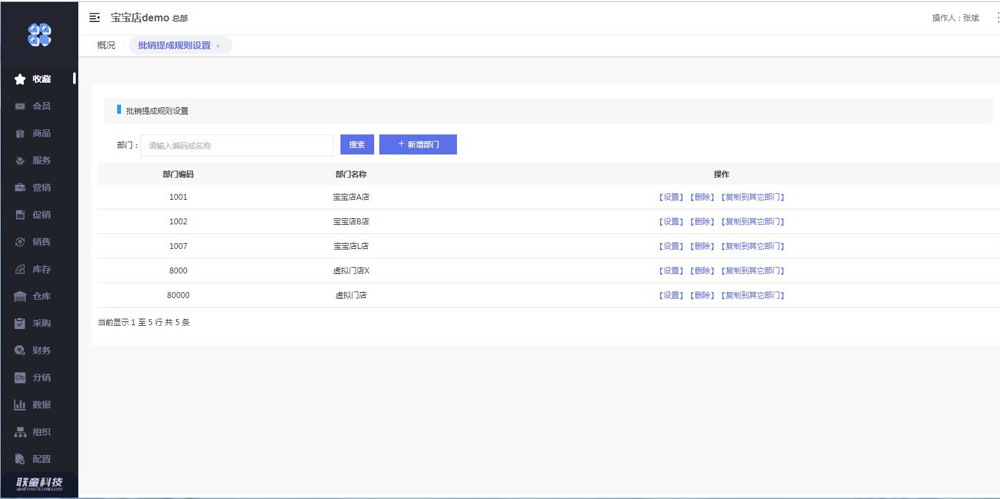 宝宝店demo 总部
操作人：张斌
概况
批销提成规则设置 ×
收藏
会员
商品
服务
营销
促销
销售
库存
仓库
采购
财务
分销
数据
组织
配置
联童科技
LIANTONGTECHNOLOGY
批销提成规则设置
部门： 请输入编码或名称 搜索 + 新增部门
部门编码 部门名称 操作
1001 宝宝店A店 【设置】【删除】【复制到其它部门】
1002 宝宝店B店 【设置】【删除】【复制到其它部门】
1007 宝宝店L店 【设置】【删除】【复制到其它部门】
8000 虚拟门店X 【设置】【删除】【复制到其它部门】
80000 虚拟门店 【设置】【删除】【复制到其它部门】
当前显示 1 至 5 行 共 5 条